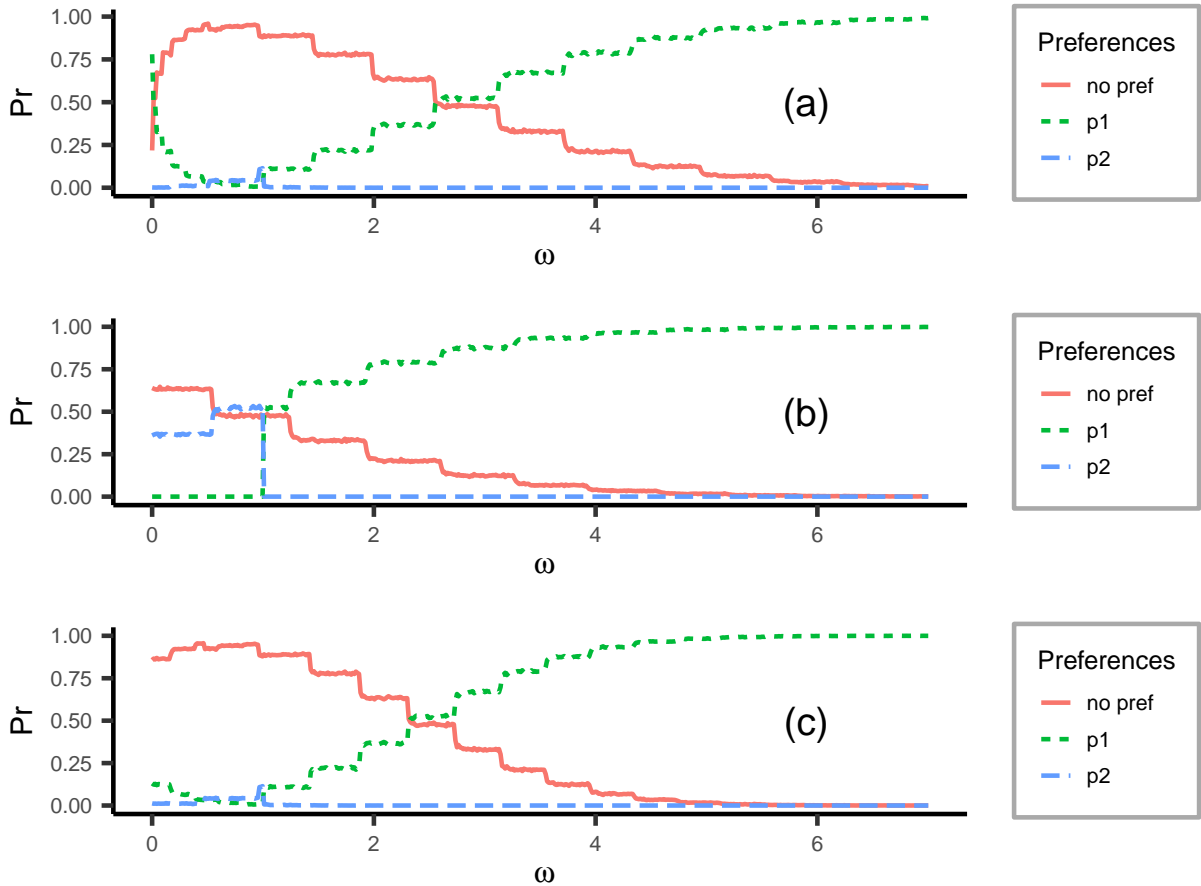 1.00
0.75
0.50
0.25
0.00
Pr
(a)
0 2 4 6
ω
Preferences
no pref
p1
p2
1.00
0.75
0.50
0.25
0.00
Pr
(b)
0 2 4 6
ω
Preferences
no pref
p1
p2
1.00
0.75
0.50
0.25
0.00
Pr
(c)
0 2 4 6
ω
Preferences
no pref
p1
p2